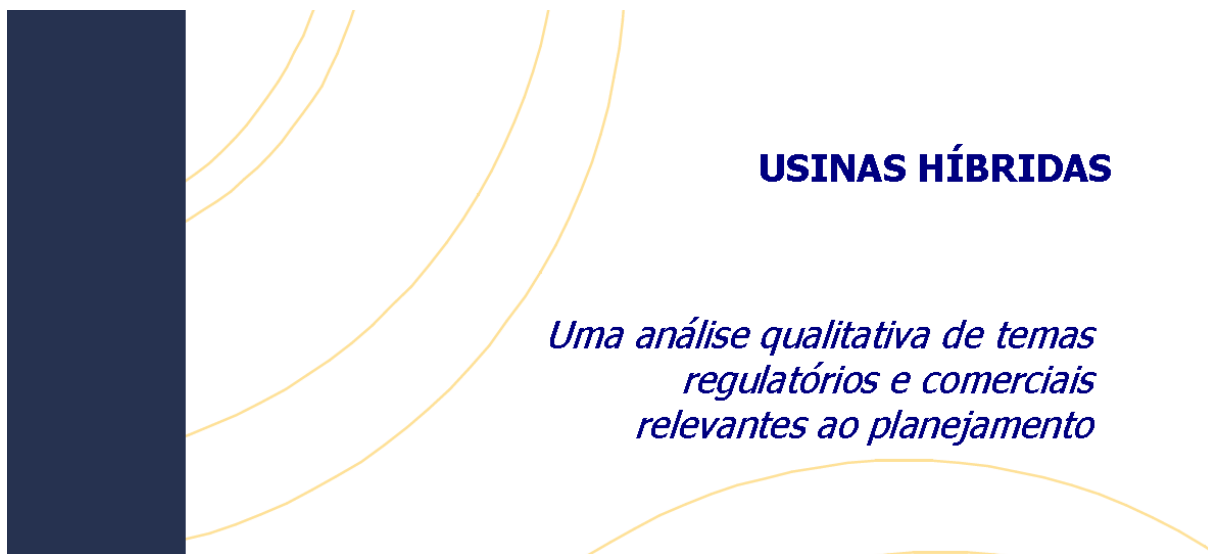 USINAS HÍBRIDAS
Uma análise qualitativa de temas
regulatórios e comerciais
relevantes ao planejamento